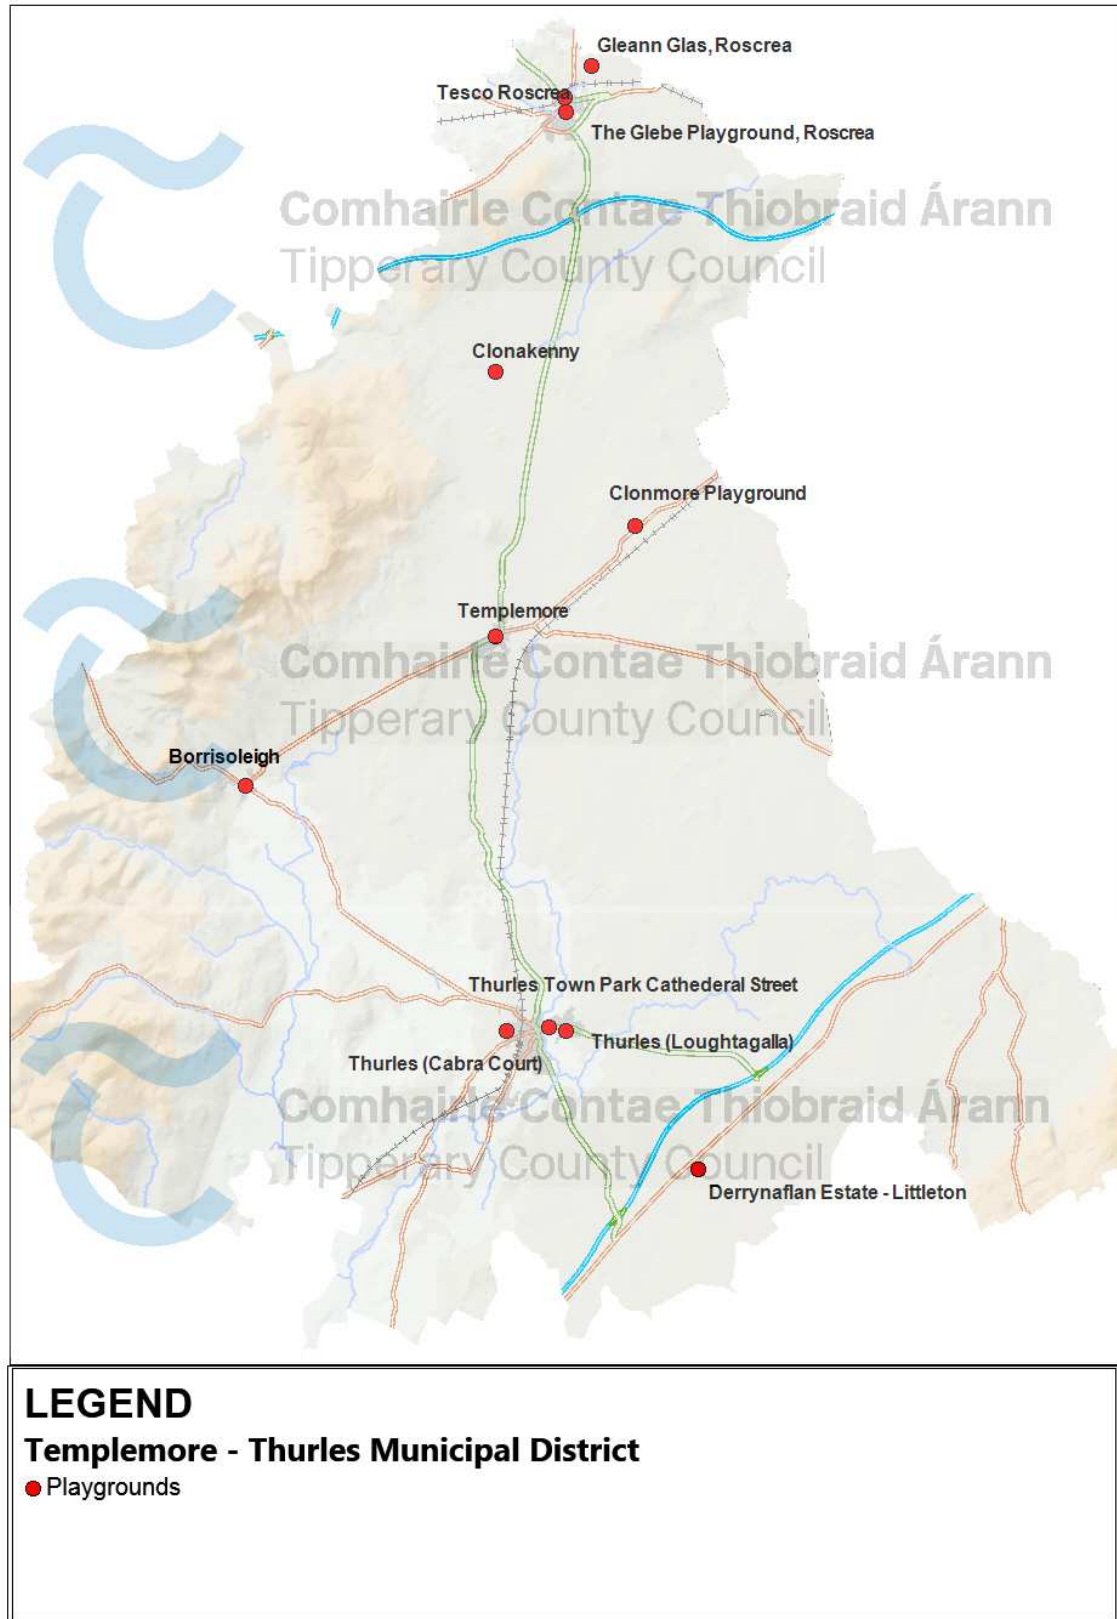 Gleann Glas, Roscrea
Tesco Roscrea
The Glebe Playground, Roscrea
Comhairle Contae Thiobraid Árann
Tipperary County Council
Clonakenny
Clonmore Playground
Templemore
Comhairle Contae Thiobraid Árann
Tipperary County Council
Borrisoleigh
Thurles Town Park Cathederal Street
Thurles (Loughtagalla)
Thurles (Cabra Court)
Comhairle Contae Thiobraid Árann
Tipperary County Council
Derrynaflan Estate - Littleton
LEGEND
Templemore - Thurles Municipal District
Playgrounds